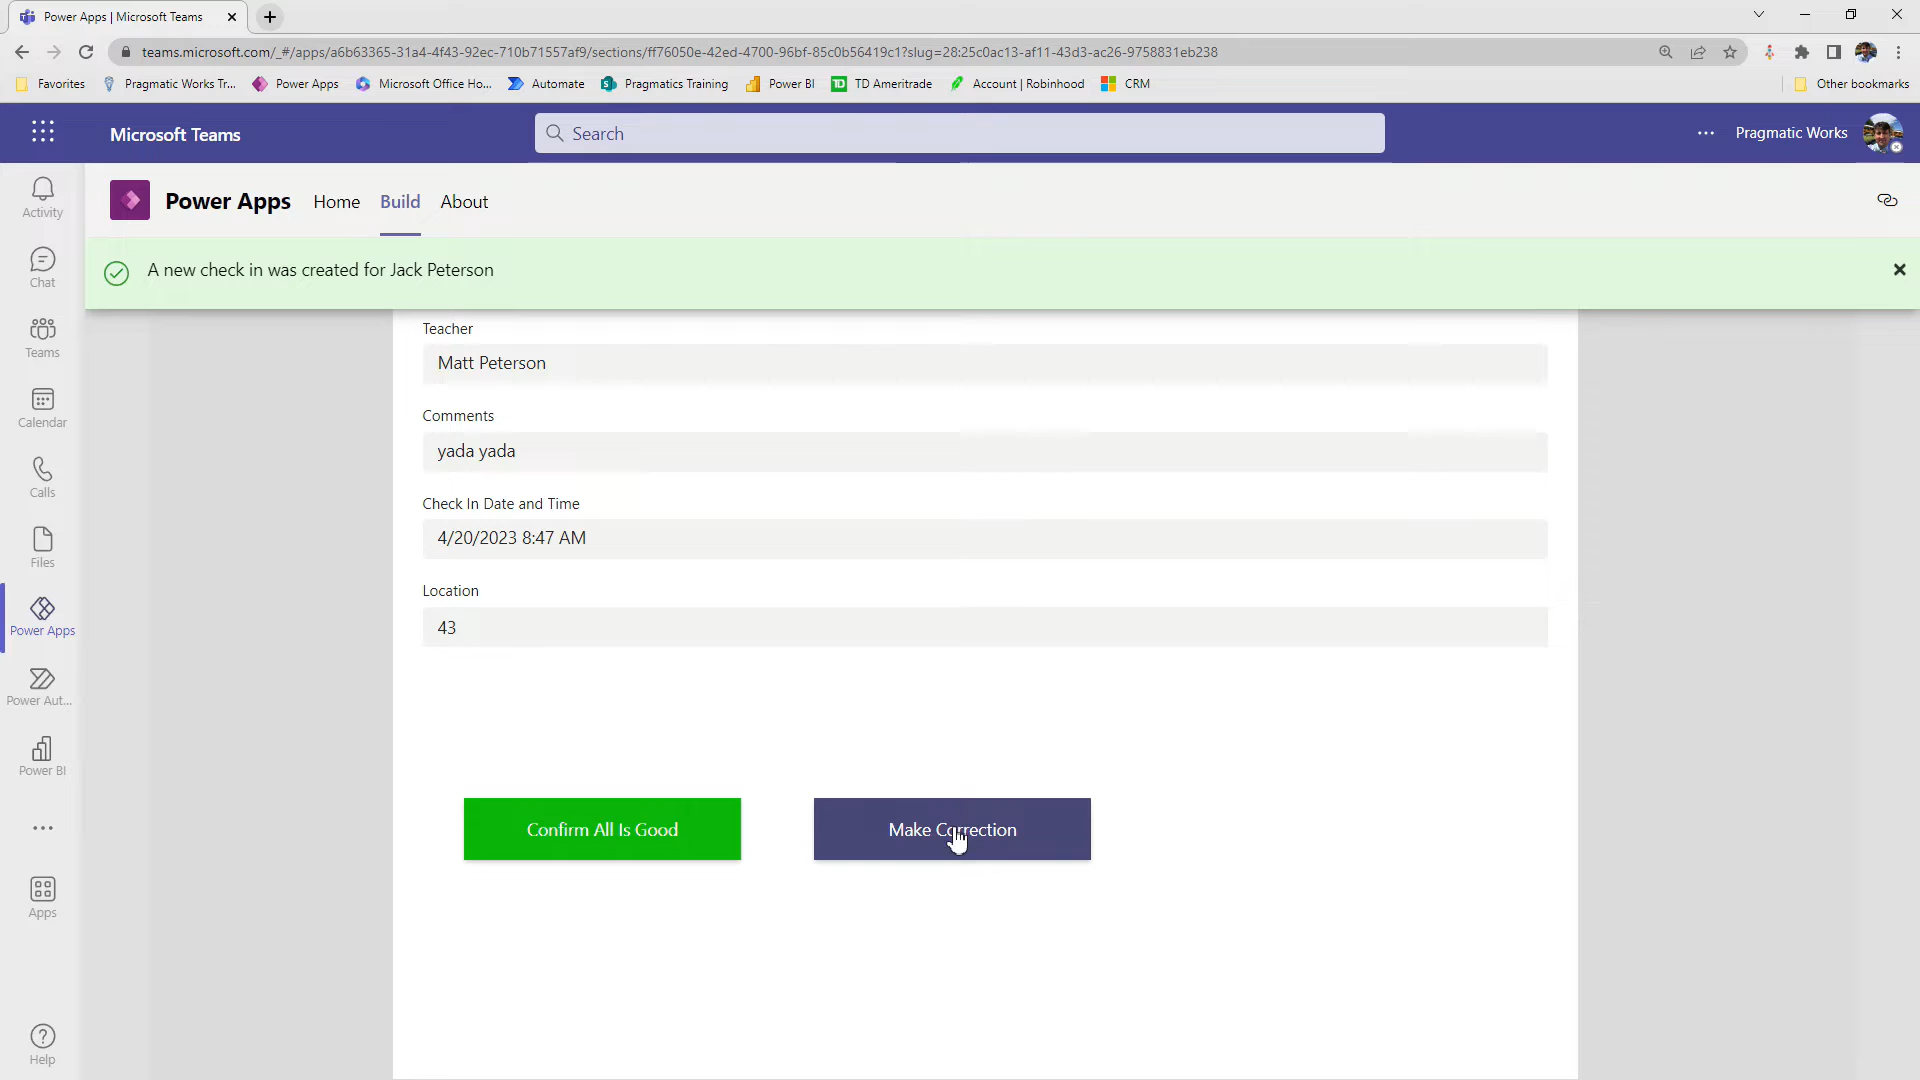 Power Apps | Microsoft Teams
teams.microsoft.com/_#/apps/a6b63365-31a4-4f43-92ec-710b71557af9/sections/ff76050e-42ed-4700-96bf-85c0b56419c1?slug=28:25c0ac13-af11-43d3-ac26-9758831eb238
Favorites Pragmatic Works Tr... Power Apps Microsoft Office Ho... Automate Pragmatics Training Power BI TD Ameritrade Account | Robinhood CRM Other bookmarks
Microsoft Teams Search Pragmatic Works
Power Apps Home Build About
Activity
Chat
Teams
Calendar
Calls
Files
Power Apps
Power Aut...
Power BI
Apps
Help
A new check in was created for Jack Peterson
Teacher
Matt Peterson
Comments
yada yada
Check In Date and Time
4/20/2023 8:47 AM
Location
43
Confirm All Is Good Make Correction